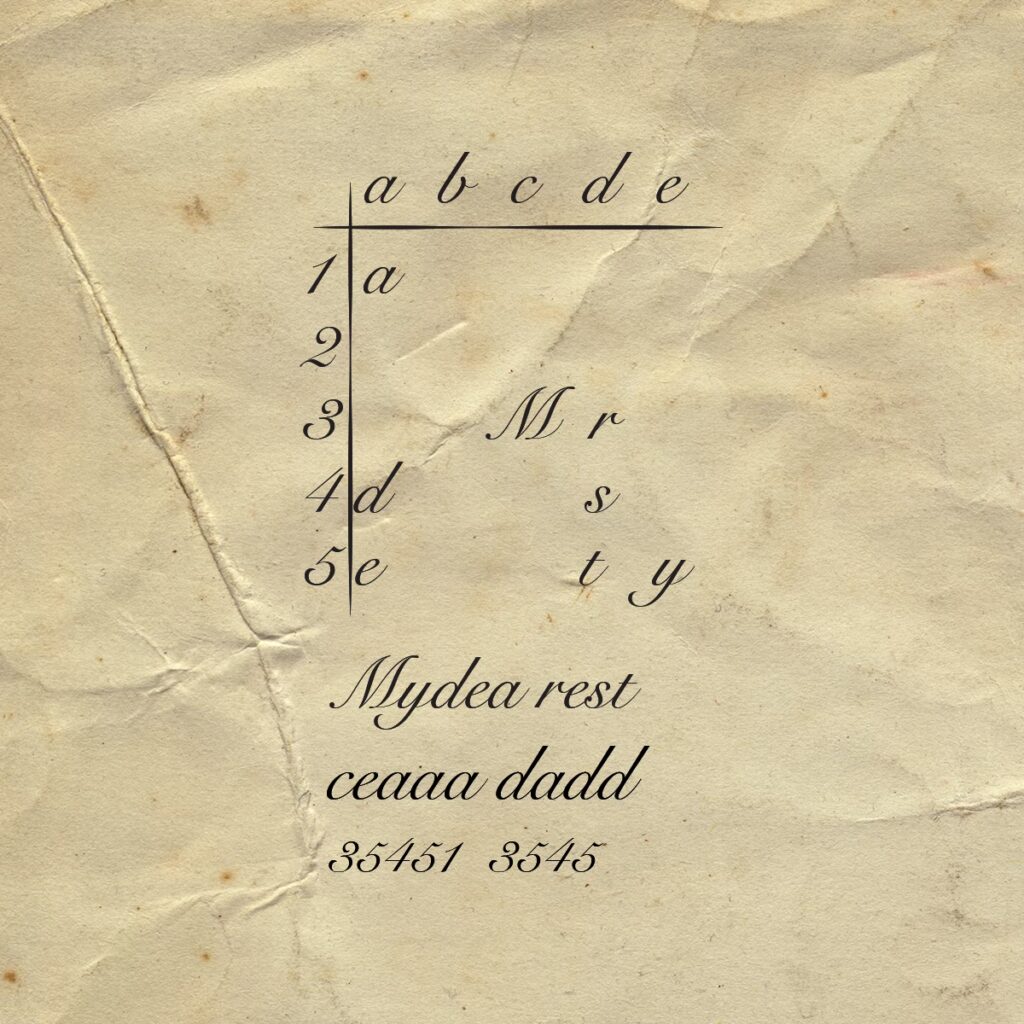 a b c d e
1 a
2
3 M r
4 d s
5 e t y
Mydea rest
ceaaa dadd
35451 3545